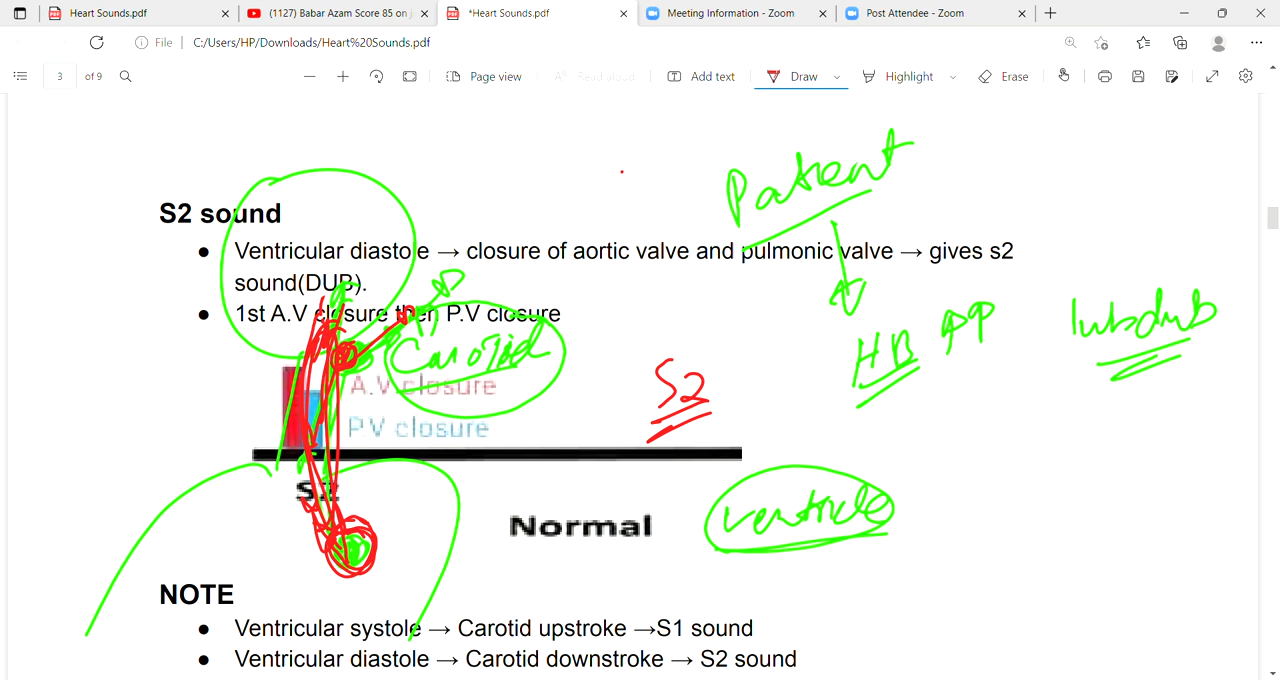 Heart Sounds.pdf
(1127) Babar Azam Score 85 on j
*Heart Sounds.pdf
Meeting Information - Zoom
Post Attendee - Zoom
File | C:/Users/HP/Downloads/Heart%20Sounds.pdf
3 of 9
Page view
Read aloud
Add text
Draw
Highlight
Erase
Patient
S2 sound
● Ventricular diastole → closure of aortic valve and pulmonic valve → gives s2
sound(DUB).
● 1st A.V closure then P.V closure
HB
lubdub
Carotid
A.V. closure
PV closure
S2
S2
Normal
ventricle
NOTE
● Ventricular systole → Carotid upstroke →S1 sound
● Ventricular diastole → Carotid downstroke → S2 sound